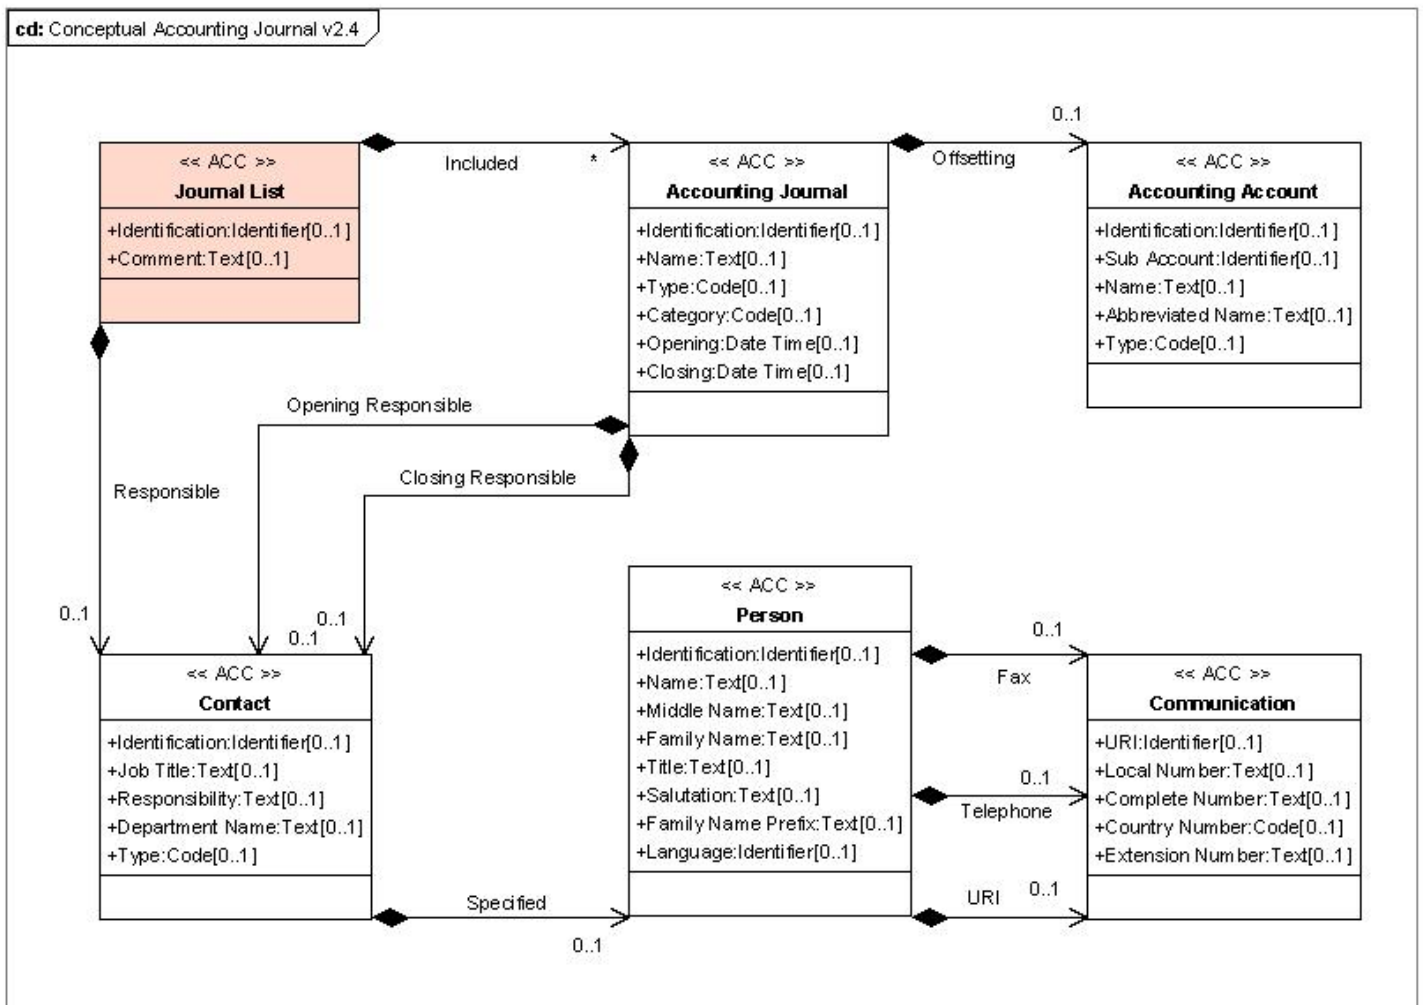 cd: Conceptual Accounting Journal v2.4
<< ACC >>
Journal List
+Identification:Identifier[0..1]
+Comment:Text[0..1]
Included
*
<< ACC >>
Accounting Journal
+Identification:Identifier[0..1]
+Name:Text[0..1]
+Type:Code[0..1]
+Category:Code[0..1]
+Opening:Date Time[0..1]
+Closing:Date Time[0..1]
0..1
Offsetting
<< ACC >>
Accounting Account
+Identification:Identifier[0..1]
+Sub Account:Identifier[0..1]
+Name:Text[0..1]
+Abbreviated Name:Text[0..1]
+Type:Code[0..1]
Opening Responsible
Closing Responsible
Responsible
0..1
0..1
0..1
<< ACC >>
Contact
+Identification:Identifier[0..1]
+Job Title:Text[0..1]
+Responsibility:Text[0..1]
+Department Name:Text[0..1]
+Type:Code[0..1]
Specified
0..1
<< ACC >>
Person
+Identification:Identifier[0..1]
+Name:Text[0..1]
+Middle Name:Text[0..1]
+Family Name:Text[0..1]
+Title:Text[0..1]
+Salutation:Text[0..1]
+Family Name Prefix:Text[0..1]
+Language:Identifier[0..1]
0..1
Fax
0..1
Telephone
URI
0..1
<< ACC >>
Communication
+URI:Identifier[0..1]
+Local Number:Text[0..1]
+Complete Number:Text[0..1]
+Country Number:Code[0..1]
+Extension Number:Text[0..1]